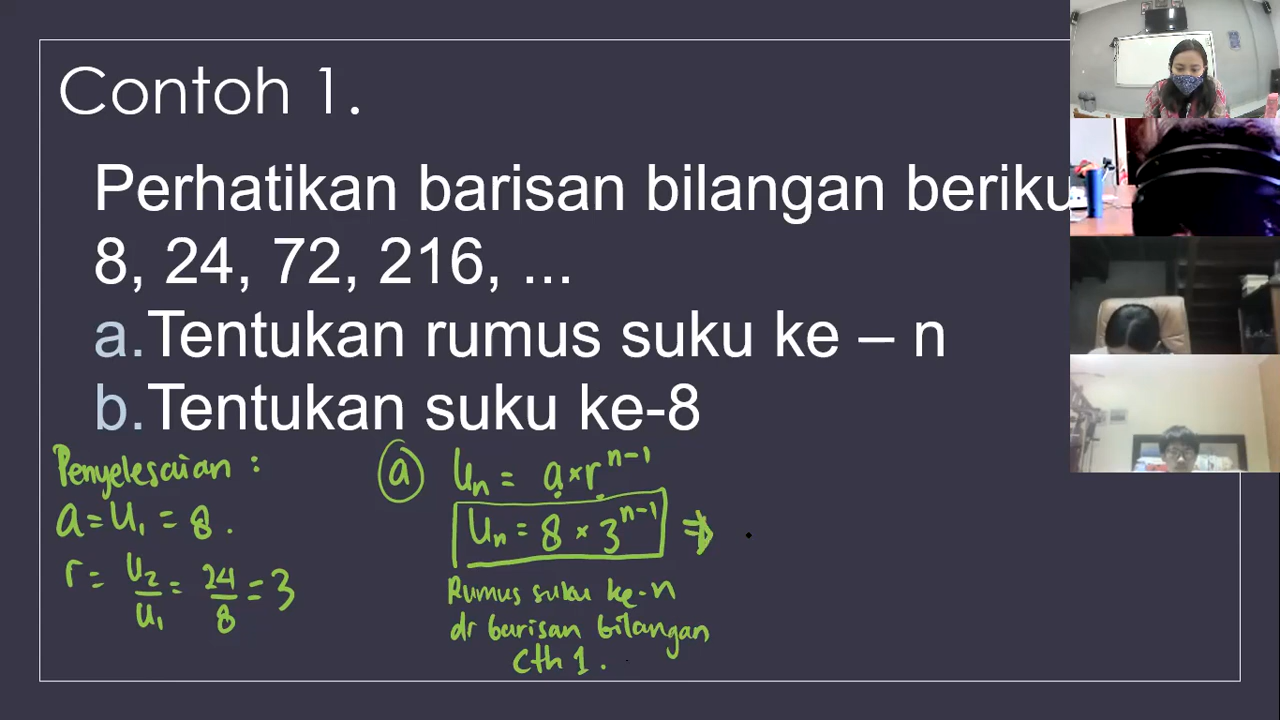 Contoh 1.
Perhatikan barisan bilangan beriku
8, 24, 72, 216, ...
a.Tentukan rumus suku ke – n
b.Tentukan suku ke-8
Penyelesaian :
a = U₁ = 8 .
r = U₂/U₁ = 24/8 = 3
(a) Uₙ = a × rⁿ⁻¹
Uₙ = 8 × 3ⁿ⁻¹ ⇒
Rumus suku ke-n
dr barisan bilangan
Cth 1 .